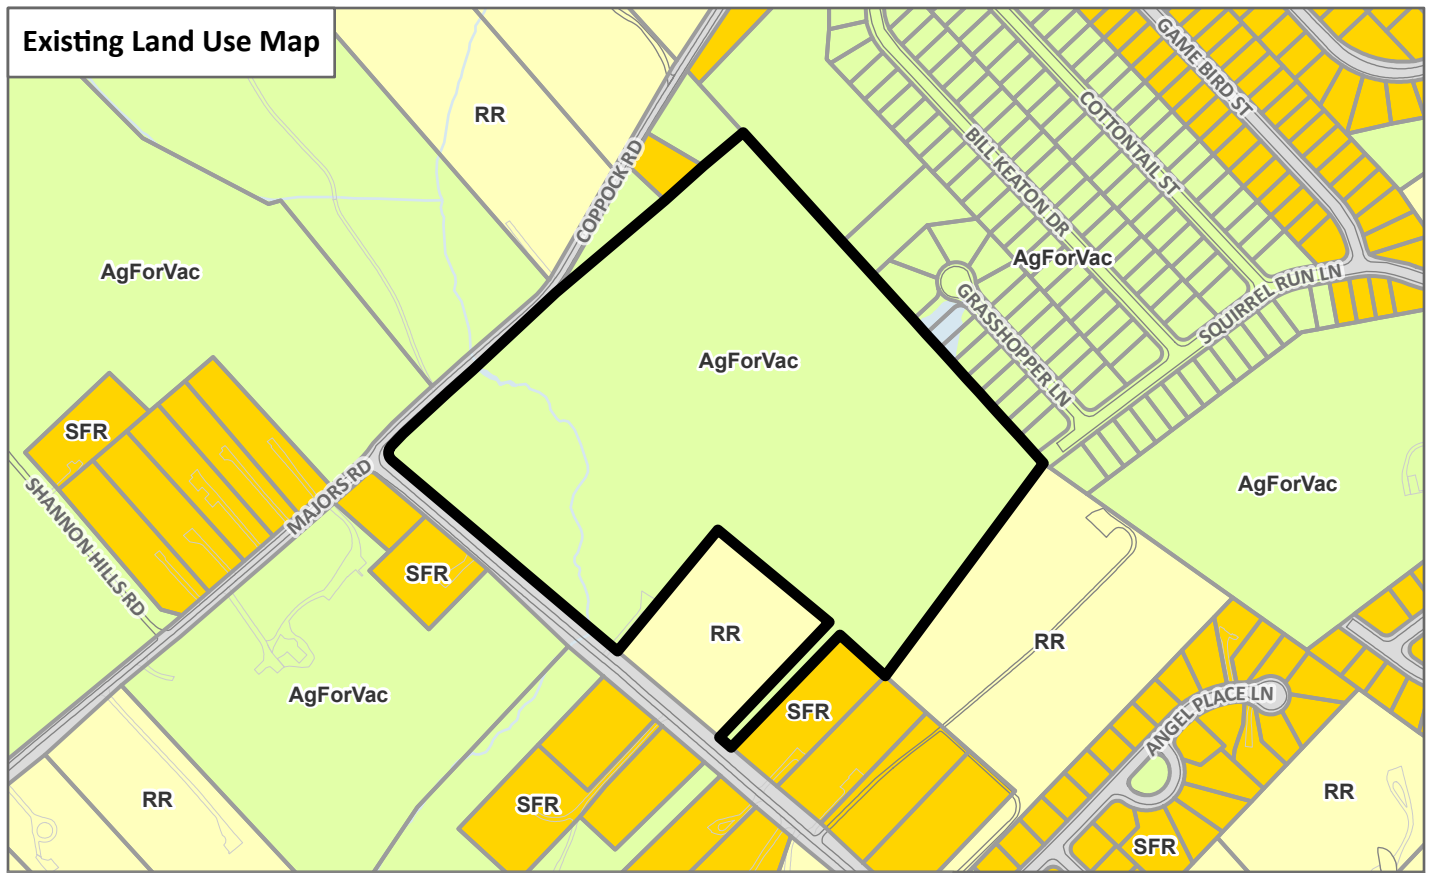 Existing Land Use Map
GAME BIRD ST
COTTONTAIL ST
RR
BILL KEATON DR
COPPOCK RD
AgForVac
AgForVac
SQUIRREL RUN LN
GRASSHOPPER LN
AgForVac
SFR
AgForVac
MAJORS RD
SHANNON HILLS RD
SFR
RR
RR
AgForVac
SFR
ANGEL PLACE LN
RR
SFR
RR
SFR